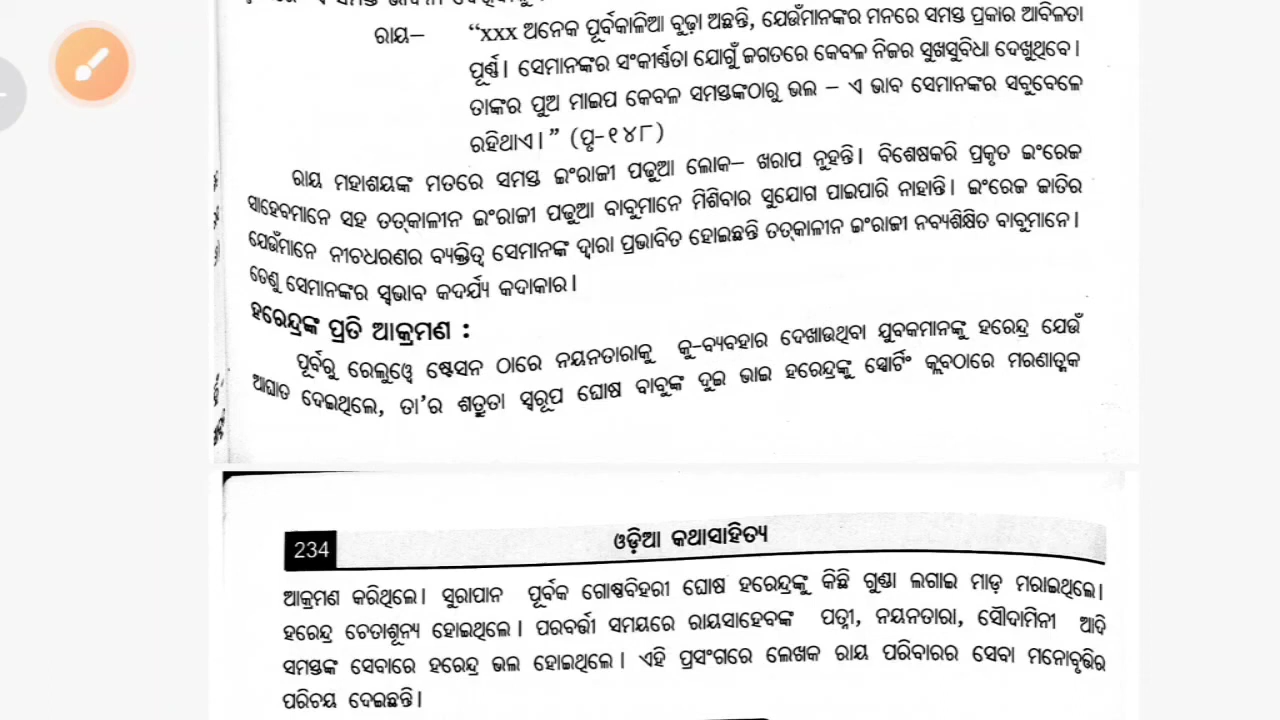 ରାୟ– “xxx ଅନେକ ପୂର୍ବକାଳିଆ ବୁଢ଼ା ଅଛନ୍ତି, ଯେଉଁମାନଙ୍କର ମନରେ ସମସ୍ତ ପ୍ରକାର ଆବିଳତା
ପୂର୍ଣ୍ଣ। ସେମାନଙ୍କର ସଂକୀର୍ଣ୍ଣତା ଯୋଗୁଁ ଜଗତରେ କେବଳ ନିଜର ସୁଖସୁବିଧା ଦେଖୁଥିବେ।
ତାଙ୍କର ପୁଅ ମାଇପ କେବଳ ସମସ୍ତଙ୍କଠାରୁ ଭଲ – ଏ ଭାବ ସେମାନଙ୍କର ସବୁବେଳେ
ରହିଥାଏ।” (ପୃ-୧୪୮)
ରାୟ ମହାଶୟଙ୍କ ମତରେ ସମସ୍ତ ଇଂରାଜୀ ପଢୁଆ ଲୋକ– ଖରାପ ନୁହନ୍ତି। ବିଶେଷକରି ପ୍ରକୃତ ଇଂରେଜ
ସାହେବମାନେ ସହ ତତ୍‌କାଳୀନ ଇଂରାଜୀ ପଢୁଆ ବାବୁମାନେ ମିଶିବାର ସୁଯୋଗ ପାଇପାରି ନାହାନ୍ତି। ଇଂରେଜ ଜାତିର
ଯେଉଁମାନେ ନୀଚଧରଣର ବ୍ୟକ୍ତିତ୍ୱ ସେମାନଙ୍କ ଦ୍ୱାରା ପ୍ରଭାବିତ ହୋଇଛନ୍ତି ତତ୍‌କାଳୀନ ଇଂରାଜୀ ନବ୍ୟଶିକ୍ଷିତ ବାବୁମାନେ।
ତେଣୁ ସେମାନଙ୍କର ସ୍ୱଭାବ କଦର୍ଯ୍ୟ କଦାକାର।
ହରେନ୍ଦ୍ରଙ୍କ ପ୍ରତି ଆକ୍ରମଣ :
ପୂର୍ବରୁ ରେଲୱେ ଷ୍ଟେସନ ଠାରେ ନୟନତାରାକୁ କୁ-ବ୍ୟବହାର ଦେଖାଉଥିବା ଯୁବକମାନଙ୍କୁ ହରେନ୍ଦ୍ର ଯେଉଁ
ଆଘାତ ଦେଇଥିଲେ, ତା’ର ଶତ୍ରୁତା ସ୍ୱରୂପ ଘୋଷ ବାବୁଙ୍କ ଦୁଇ ଭାଇ ହରେନ୍ଦ୍ରଙ୍କୁ ସ୍ପୋର୍ଟିଂ କ୍ଲବଠାରେ ମରଣାତ୍ମକ
234 ଓଡ଼ିଆ କଥାସାହିତ୍ୟ
ଆକ୍ରମଣ କରିଥିଲେ। ସୁରାପାନ ପୂର୍ବକ ଗୋଷ୍ଠବିହରୀ ଘୋଷ ହରେନ୍ଦ୍ରଙ୍କୁ କିଛି ଗୁଣ୍ଡା ଲଗାଇ ମାଡ଼ ମରାଇଥିଲେ।
ହରେନ୍ଦ୍ର ଚେତାଶୂନ୍ୟ ହୋଇଥିଲେ। ପରବର୍ତ୍ତୀ ସମୟରେ ରାୟସାହେବଙ୍କ ପତ୍ନୀ, ନୟନତାରା, ସୌଦାମିନୀ ଆଦି
ସମସ୍ତଙ୍କ ସେବାରେ ହରେନ୍ଦ୍ର ଭଲ ହୋଇଥିଲେ। ଏହି ପ୍ରସଂଗରେ ଲେଖକ ରାୟ ପରିବାରର ସେବା ମନୋବୃତ୍ତିର
ପରିଚୟ ଦେଇଛନ୍ତି।